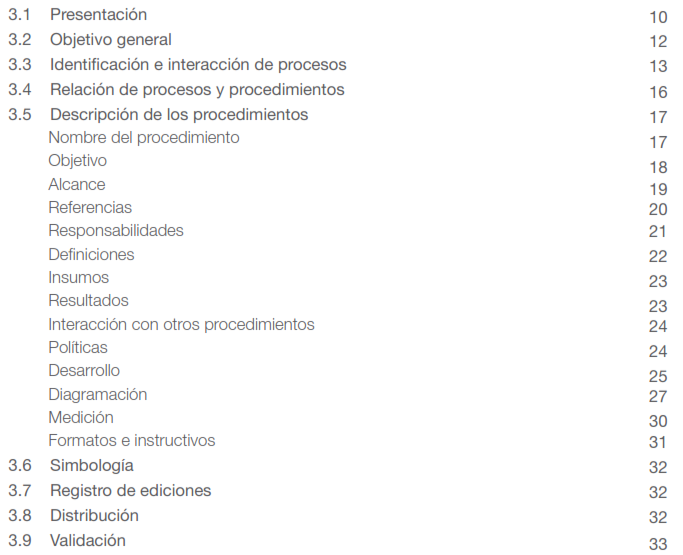 3.1 Presentación 10
3.2 Objetivo general 12
3.3 Identificación e interacción de procesos 13
3.4 Relación de procesos y procedimientos 16
3.5 Descripción de los procedimientos 17
Nombre del procedimiento 17
Objetivo 18
Alcance 19
Referencias 20
Responsabilidades 21
Definiciones 22
Insumos 23
Resultados 23
Interacción con otros procedimientos 24
Políticas 24
Desarrollo 25
Diagramación 27
Medición 30
Formatos e instructivos 31
3.6 Simbología 32
3.7 Registro de ediciones 32
3.8 Distribución 32
3.9 Validación 33